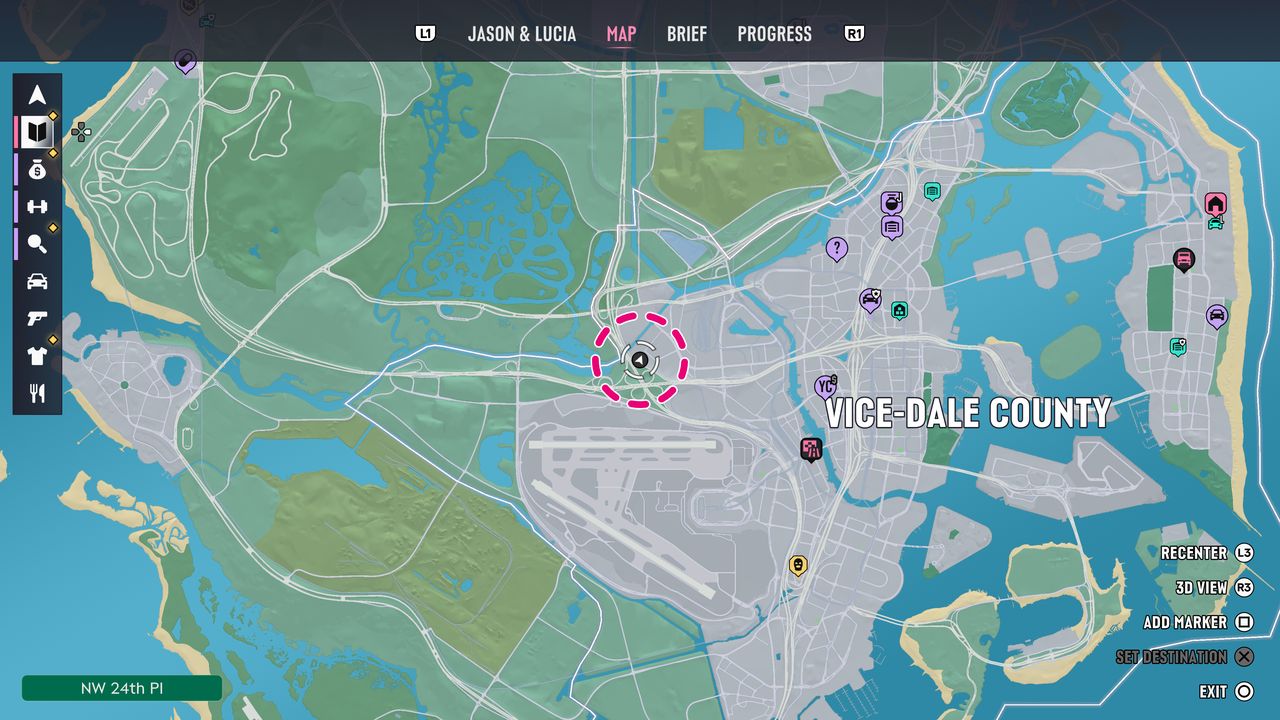 L1 JASON & LUCIA MAP BRIEF PROGRESS R1
?
YC
VICE-DALE COUNTY
RECENTER L3
3D VIEW R3
ADD MARKER
SET DESTINATION
EXIT
NW 24th Pl